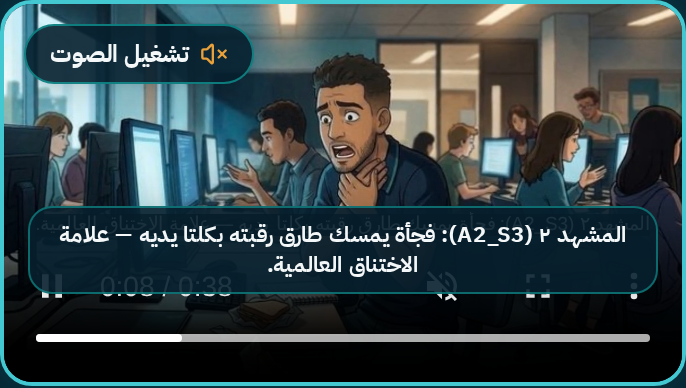 تشغيل الصوت
المشهد ٢ (A2_S3): فجأة يمسك طارق رقبته بكلتا يديه — علامة
الاختناق العالمية.
0:08 / 0:38